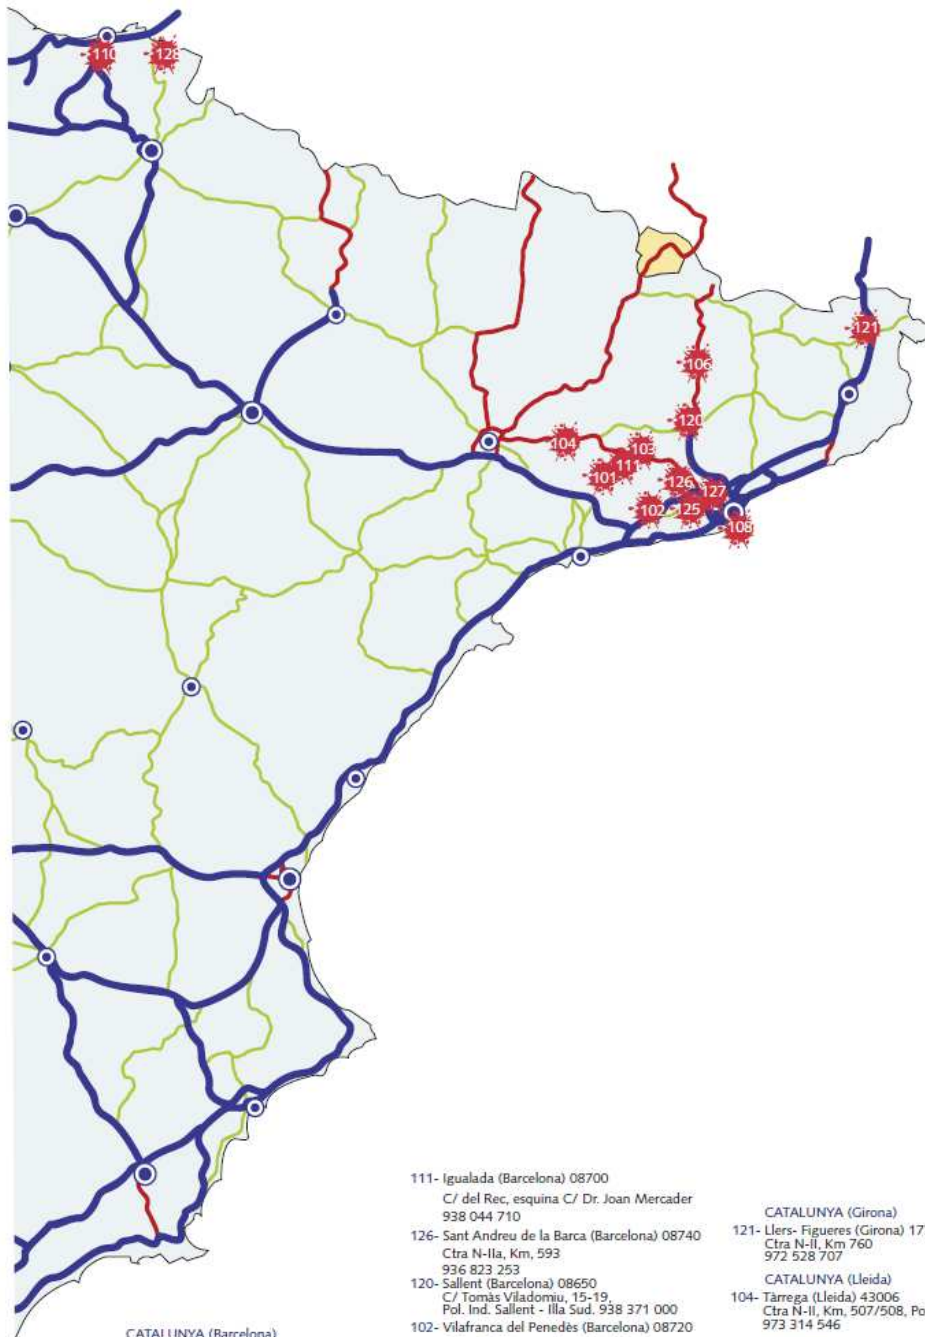 110
128
121
106
120
104
103
111
101
126
127
102
125
108
111- Igualada (Barcelona) 08700
C/ del Rec, esquina C/ Dr. Joan Mercader
938 044 710
126- Sant Andreu de la Barca (Barcelona) 08740
Ctra N-IIa, Km, 593
936 823 253
120- Sallent (Barcelona) 08650
C/ Tomàs Viladomiu, 15-19,
Pol. Ind. Sallent - Illa Sud. 938 371 000
102- Vilafranca del Penedès (Barcelona) 08720
CATALUNYA (Girona)
121- Llers- Figueres (Girona)
Ctra N-II, Km 760
972 528 707
CATALUNYA (Lleida)
104- Tàrrega (Lleida) 43006
Ctra N-II, Km, 507/508,
973 314 546
CATALUNYA (Barcelona)